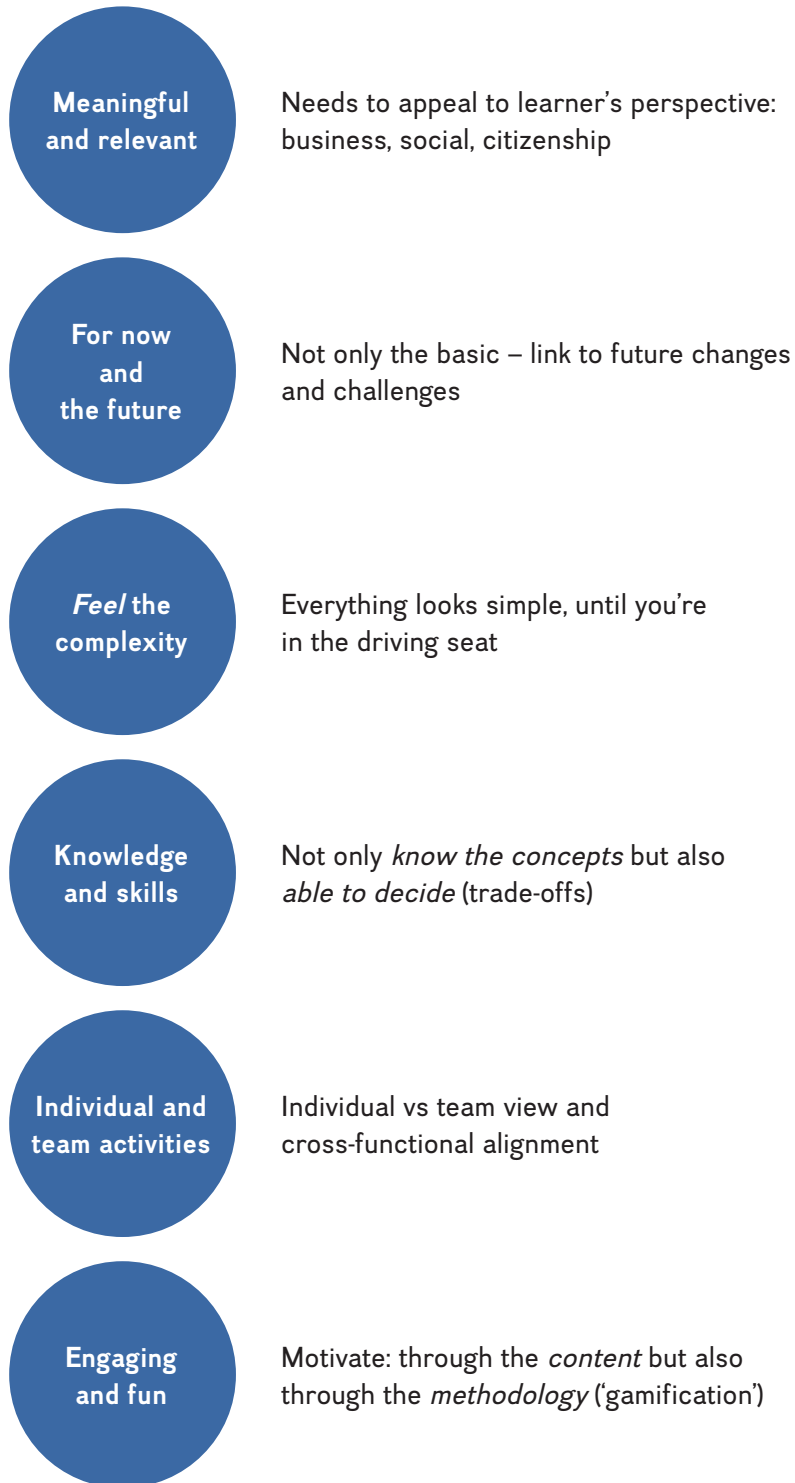 Meaningful
and relevant
Needs to appeal to learner's perspective:
business, social, citizenship
For now
and
the future
Not only the basic – link to future changes
and challenges
Feel the
complexity
Everything looks simple, until you're
in the driving seat
Knowledge
and skills
Not only know the concepts but also
able to decide (trade-offs)
Individual and
team activities
Individual vs team view and
cross-functional alignment
Engaging
and fun
Motivate: through the content but also
through the methodology (‘gamification’)